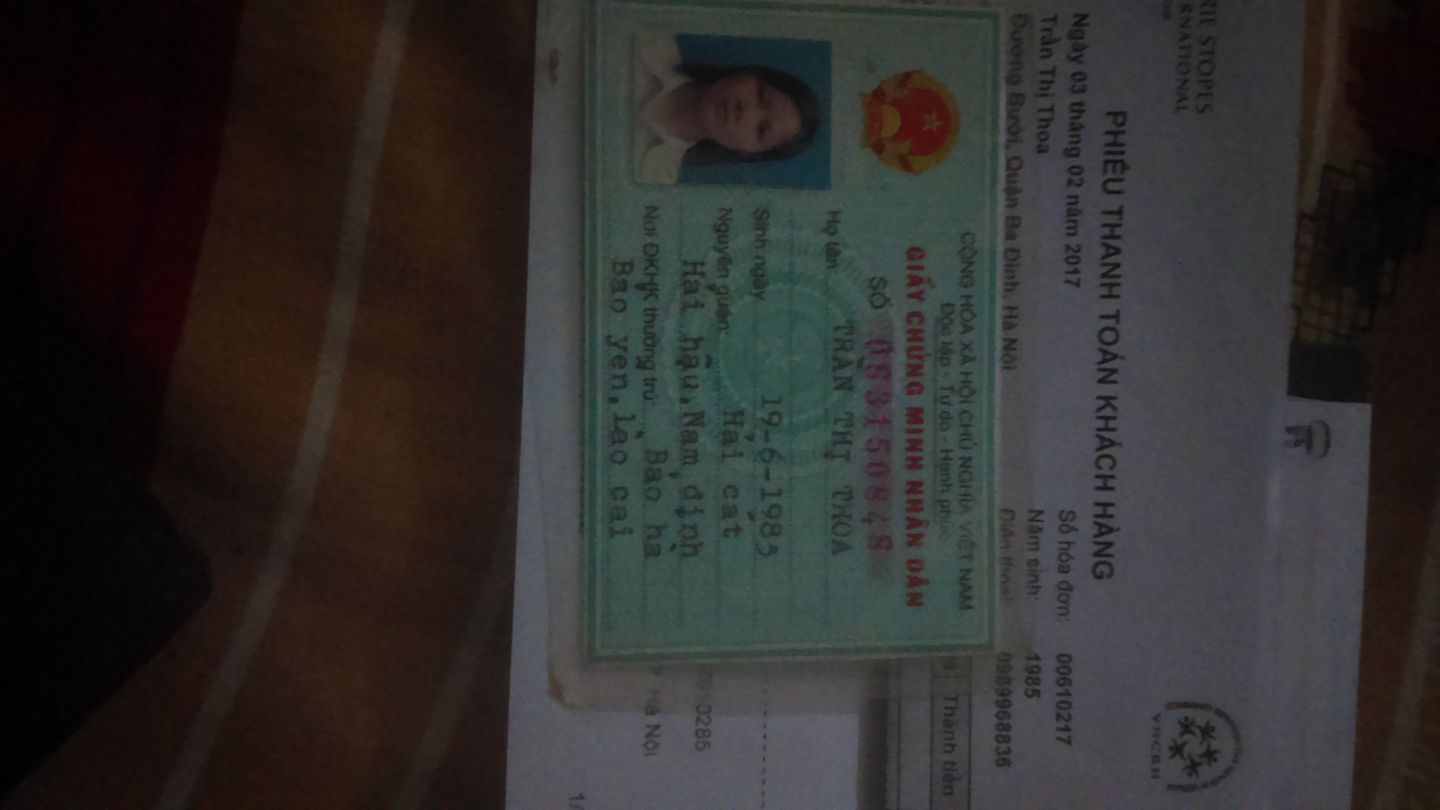 RIE STOPES
RNATIONAL
VNCRH
PHIẾU THANH TOÁN KHÁCH HÀNG
Ngày 03 tháng 02 năm 2017
Số hóa đơn: 00610217
Trần Thị Thoa
Năm sinh: 1985
Đường Bưởi, Quận Ba Đình, Hà Nội
Điện thoại 0989968836
Thành tiền
CỘNG HÒA XÃ HỘI CHỦ NGHĨA VIỆT NAM
Độc lập - Tự do - Hạnh phúc
GIẤY CHỨNG MINH NHÂN DÂN
SỐ 063150848
Họ tên TRẦN THỊ THOA
Sinh ngày 19-6-1985
Nguyên quán: Hải cát
Hải hậu, Nam định
Nơi ĐKHK thường trú: Bảo hà
Bảo yên, lào cai
0285
Hà Nội
1/